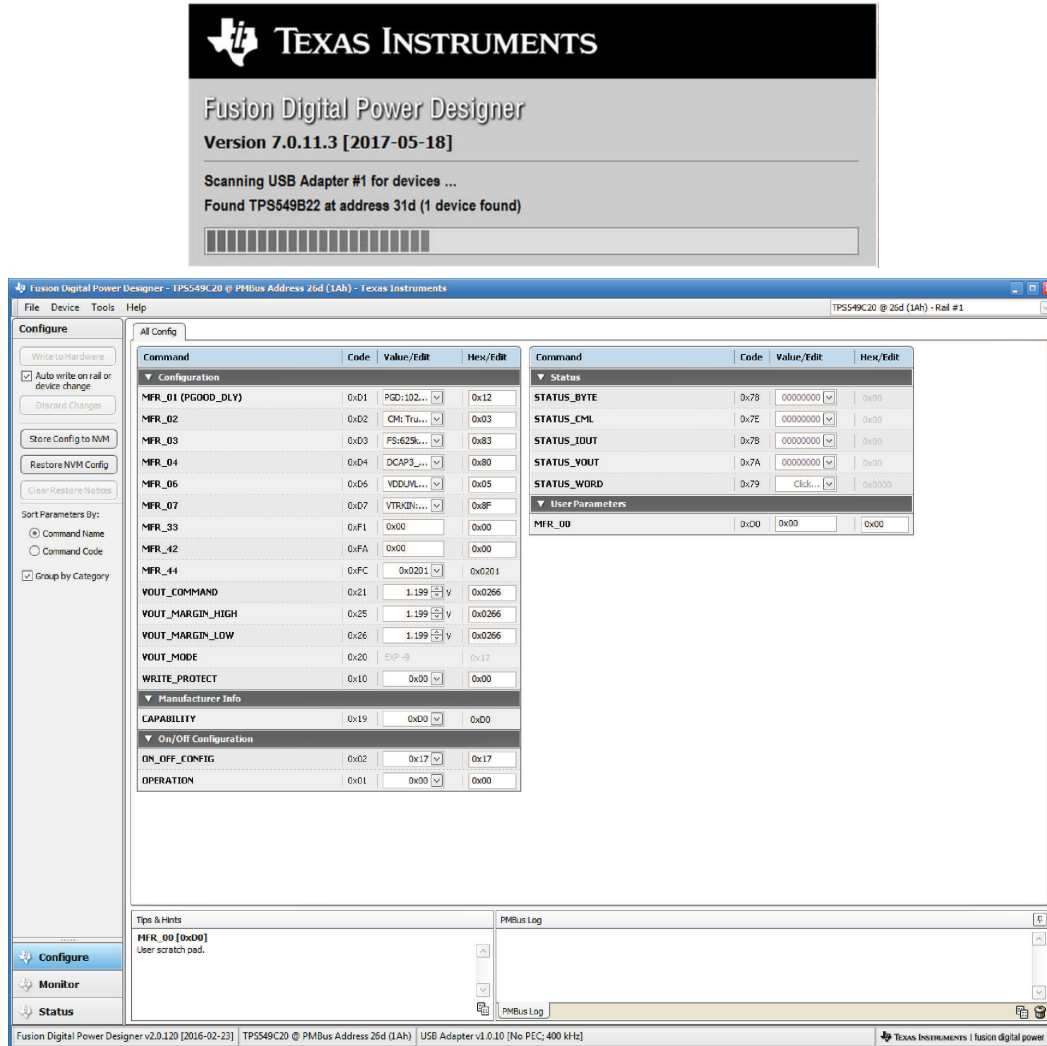 TEXAS INSTRUMENTS
Fusion Digital Power Designer
Version 7.0.11.3 [2017-05-18]
Scanning USB Adapter #1 for devices ...
Found TPS549B22 at address 31d (1 device found)
Fusion Digital Power Designer - TPS549C20 @ PMBus Address 26d (1Ah) - Texas Instruments
File Device Tools Help
TPS549C20 @ 26d (1Ah) - Rail #1
Configure
Write to Hardware
Auto write on rail or
device change
Discard Changes
Store Config to NVM
Restore NVM Config
Clear Restore Notices
Sort Parameters By:
Command Name
Command Code
Group by Category
All Config
Command Code Value/Edit Hex/Edit
Configuration
MFR_01 (PGOOD_DLY) 0xD1 PGD:102... 0x12
MFR_02 0xD2 CM: Tru... 0x03
MFR_03 0xD3 FS:625k... 0x83
MFR_04 0xD4 DCAP3_... 0x80
MFR_06 0xD6 VDDUVL... 0x05
MFR_07 0xD7 VTRKIN:... 0x8F
MFR_33 0xF1 0x00 0x00
MFR_42 0xFA 0x00 0x00
MFR_44 0xFC 0x0201 0x0201
VOUT_COMMAND 0x21 1.199 V 0x0266
VOUT_MARGIN_HIGH 0x25 1.199 V 0x0266
VOUT_MARGIN_LOW 0x26 1.199 V 0x0266
VOUT_MODE 0x20 EXP -9 0x17
WRITE_PROTECT 0x10 0x00 0x00
Manufacturer Info
CAPABILITY 0x19 0xD0 0xD0
On/Off Configuration
ON_OFF_CONFIG 0x02 0x17 0x17
OPERATION 0x01 0x00 0x00
Command Code Value/Edit Hex/Edit
Status
STATUS_BYTE 0x78 00000000 0x00
STATUS_CML 0x7E 00000000 0x00
STATUS_IOUT 0x7B 00000000 0x00
STATUS_VOUT 0x7A 00000000 0x00
STATUS_WORD 0x79 Click... 0x0000
User Parameters
MFR_00 0xD0 0x00 0x00
Tips & Hints
MFR_00 [0xD0]
User scratch pad.
PMBus Log
PMBus Log
Configure
Monitor
Status
Fusion Digital Power Designer v2.0.120 [2016-02-23] TPS549C20 @ PMBus Address 26d (1Ah) USB Adapter v1.0.10 [No PEC; 400 kHz] TEXAS INSTRUMENTS | fusion digital power